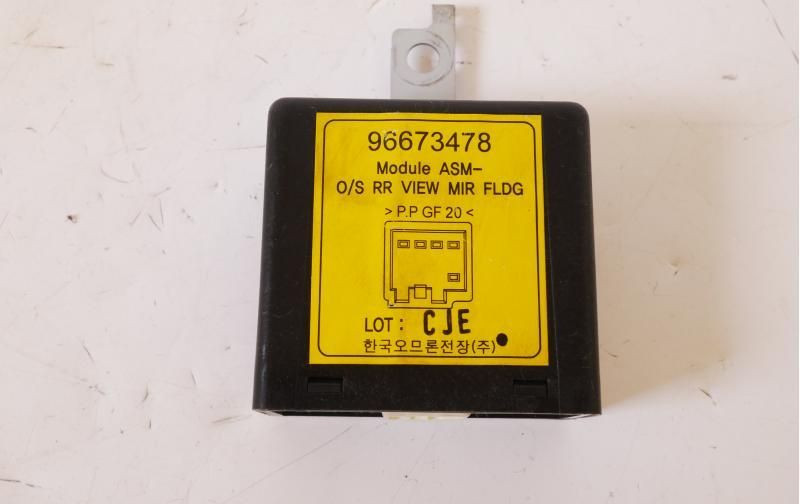 96673478
Module ASM-
O/S RR VIEW MIR FLDG
> P.P GF 20 <
LOT : CJE
한국오므론전장(주)